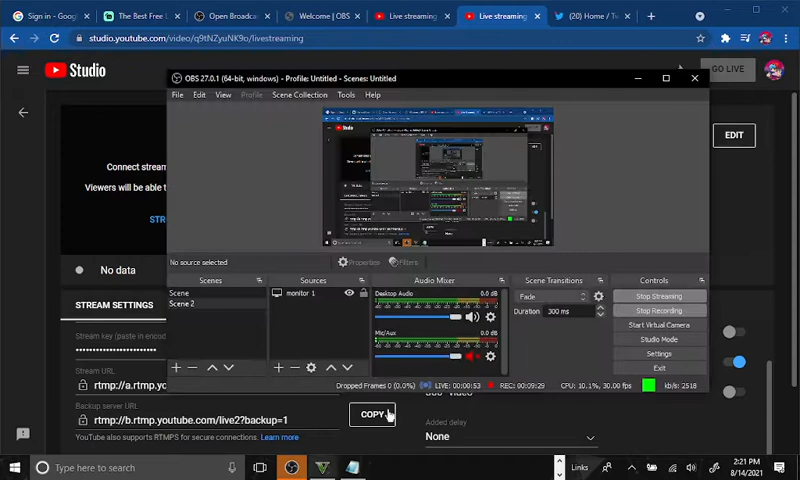 Sign in - Goog
The Best Free L
Open Broadca
Welcome | OBS
Live streaming
Live streaming
(20) Home / Tw
studio.youtube.com/video/q9tNZyuNK9o/livestreaming
Studio
GO LIVE
OBS 27.0.1 (64-bit, windows) - Profile: Untitled - Scenes: Untitled
File Edit View Profile Scene Collection Tools Help
EDIT
Connect stream
Viewers will be able t
STR
No data
No source selected
Properties
Filters
Scenes
Sources
Audio Mixer
Scene Transitions
Controls
Scene
Scene 2
monitor 1
Desktop Audio 0.0 dB
Mic/Aux 0.0 dB
Fade
Duration 300 ms
Stop Streaming
Stop Recording
Start Virtual Camera
Studio Mode
Settings
Exit
Dropped Frames 0 (0.0%)
LIVE: 00:00:53
REC: 00:09:29
CPU: 10.1%, 30.00 fps
kb/s: 2518
STREAM SETTINGS
Stream key (paste in encod
Stream URL
rtmp://a.rtmp.yo
Backup server URL
rtmp://b.rtmp.youtube.com/live2?backup=1
COPY
YouTube also supports RTMPS for secure connections. Learn more
Added delay
None
Type here to search
Links
2:21 PM
8/14/2021